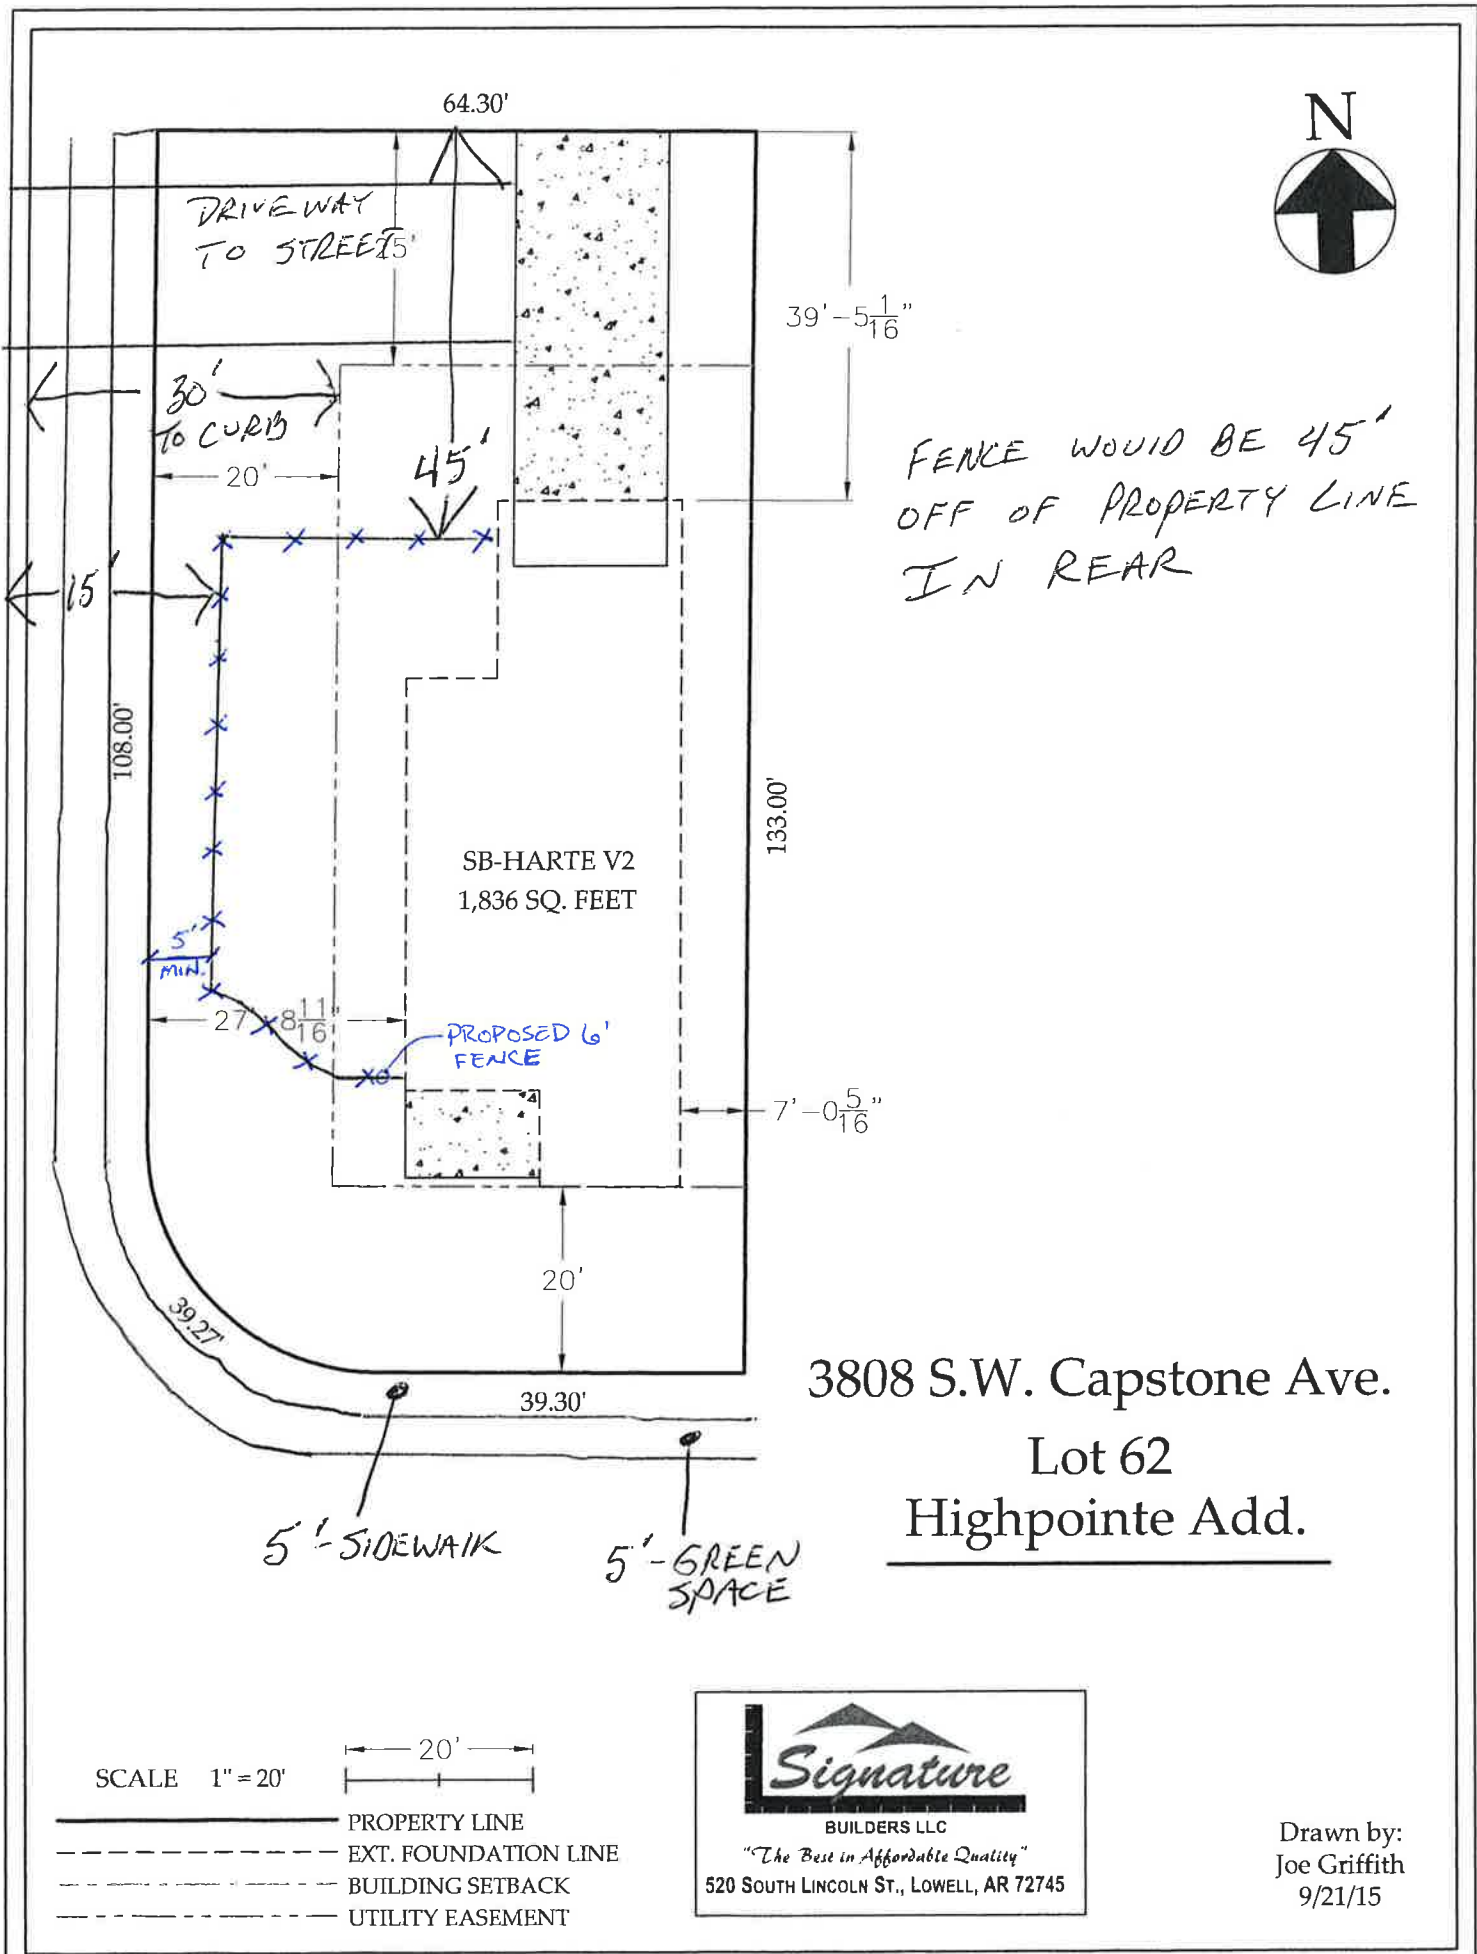 64.30'
N
DRIVEWAY
TO STREET
25'
39'-5 1/16"
30'
TO CURB
20'
45'
FENCE WOULD BE 45'
OFF OF PROPERTY LINE
IN REAR
15'
108.00'
133.00'
SB-HARTE V2
1,836 SQ. FEET
5'
MIN.
27'-8 11/16"
PROPOSED 6'
FENCE
7'-0 5/16"
20'
39.27'
39.30'
3808 S.W. Capstone Ave.
Lot 62
Highpointe Add.
5'-SIDEWALK
5'-GREEN
SPACE
20'
SCALE 1" = 20'
PROPERTY LINE
EXT. FOUNDATION LINE
BUILDING SETBACK
UTILITY EASEMENT
Signature
BUILDERS LLC
"The Best in Affordable Quality"
520 SOUTH LINCOLN ST., LOWELL, AR 72745
Drawn by:
Joe Griffith
9/21/15